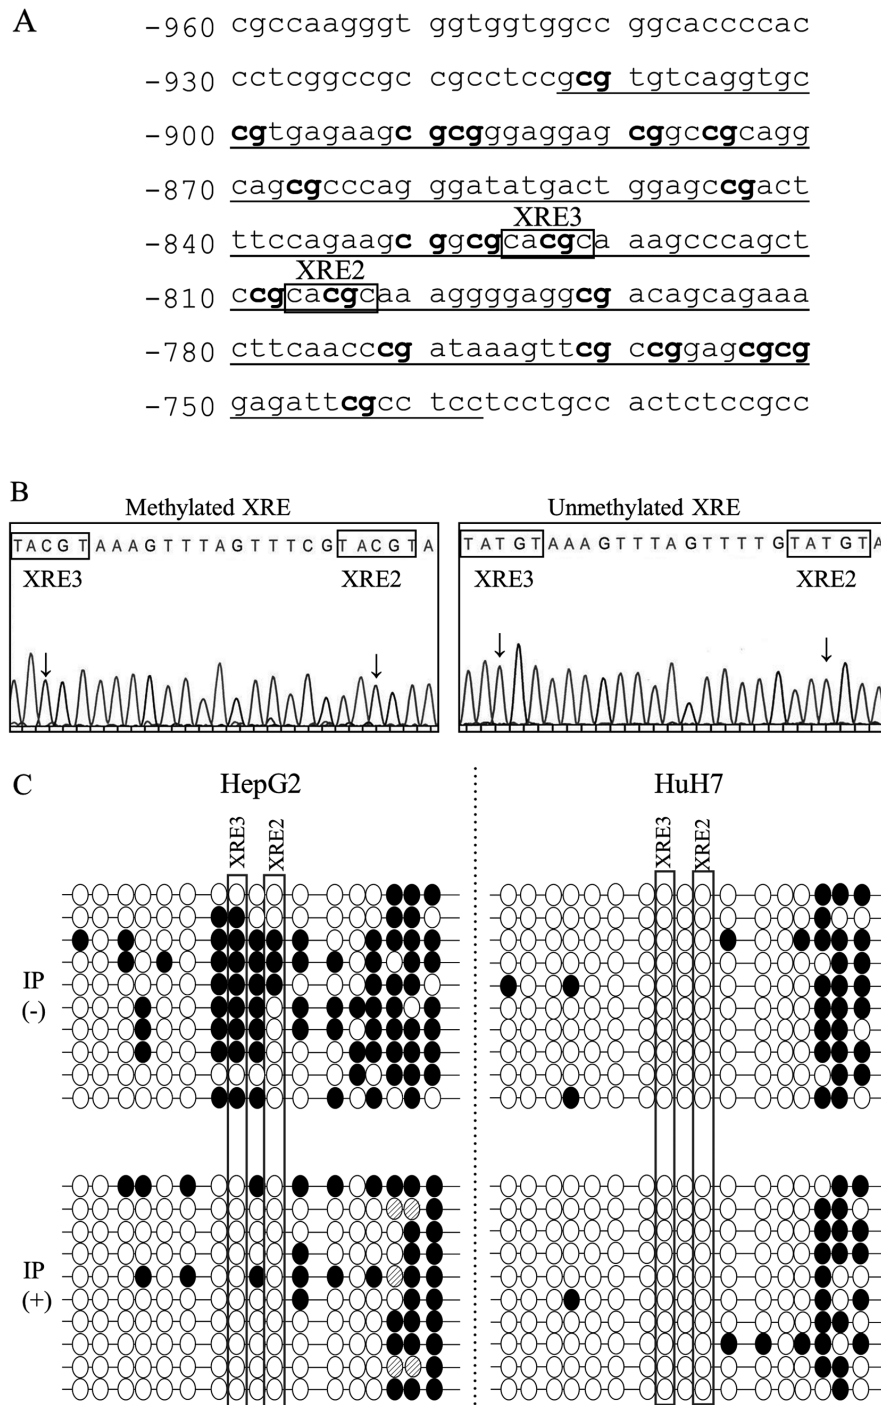 A
-960 cgccaagggt ggtggtggcc ggcaccccac
-930 cctcggccgc cgcctccgcg tgtcaggtgc
-900 cgtgagaagc gcgggaggag cggccgcagg
-870 cagcgcccag ggatatgact ggagccgact
XRE3
-840 ttccagaagc gggcgcacgca aagcccagct
XRE2
-810 ccgcacgcaa aggggaggcg acagcagaaa
-780 cttcaacccg ataaagttcg ccggagcgcg
-750 gagattcgcc tcctcctgcc actctccgcc
B
Methylated XRE Unmethylated XRE
TACGTAAAGTTTAGTTTCGTACGTA TATGTAAAGTTTAGTTTTGTATGTA
XRE3 XRE2 XRE3 XRE2
C
HepG2 HuH7
XRE3 XRE2 XRE3 XRE2
IP
(-)
IP
(+)